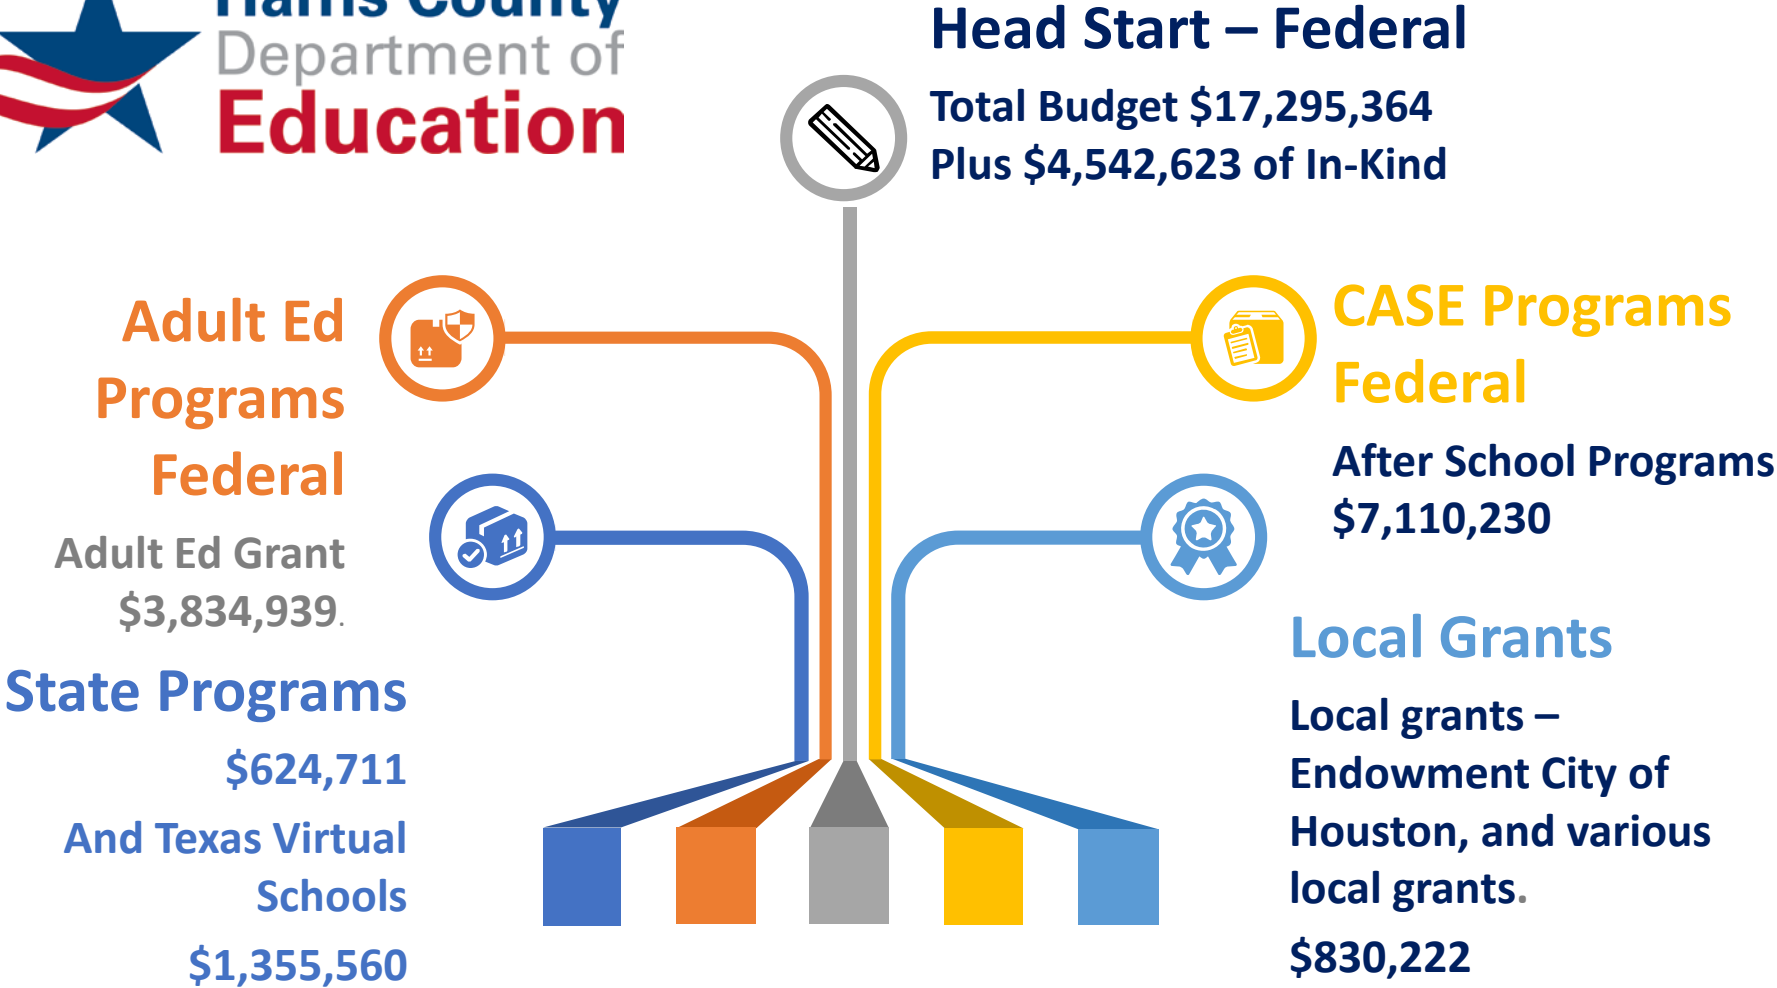 Harris County
Department of
Education
Head Start – Federal
Total Budget $17,295,364
Plus $4,542,623 of In-Kind
Adult Ed
Programs
Federal
Adult Ed Grant
$3,834,939.
State Programs
$624,711
And Texas Virtual
Schools
$1,355,560
CASE Programs
Federal
After School Programs
$7,110,230
Local Grants
Local grants –
Endowment City of
Houston, and various
local grants.
$830,222